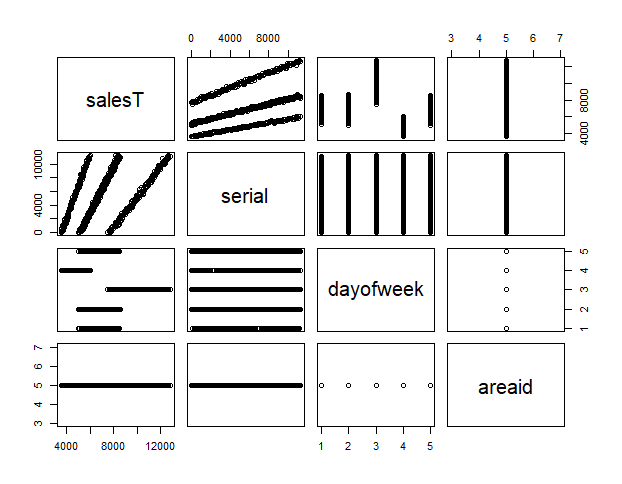 0 4000 8000
3 4 5 6 7
salesT
4000 8000
0 4000 10000
serial
dayofweek
1 2 3 4 5
3 4 5 6 7
areaid
4000 8000 12000
1 2 3 4 5